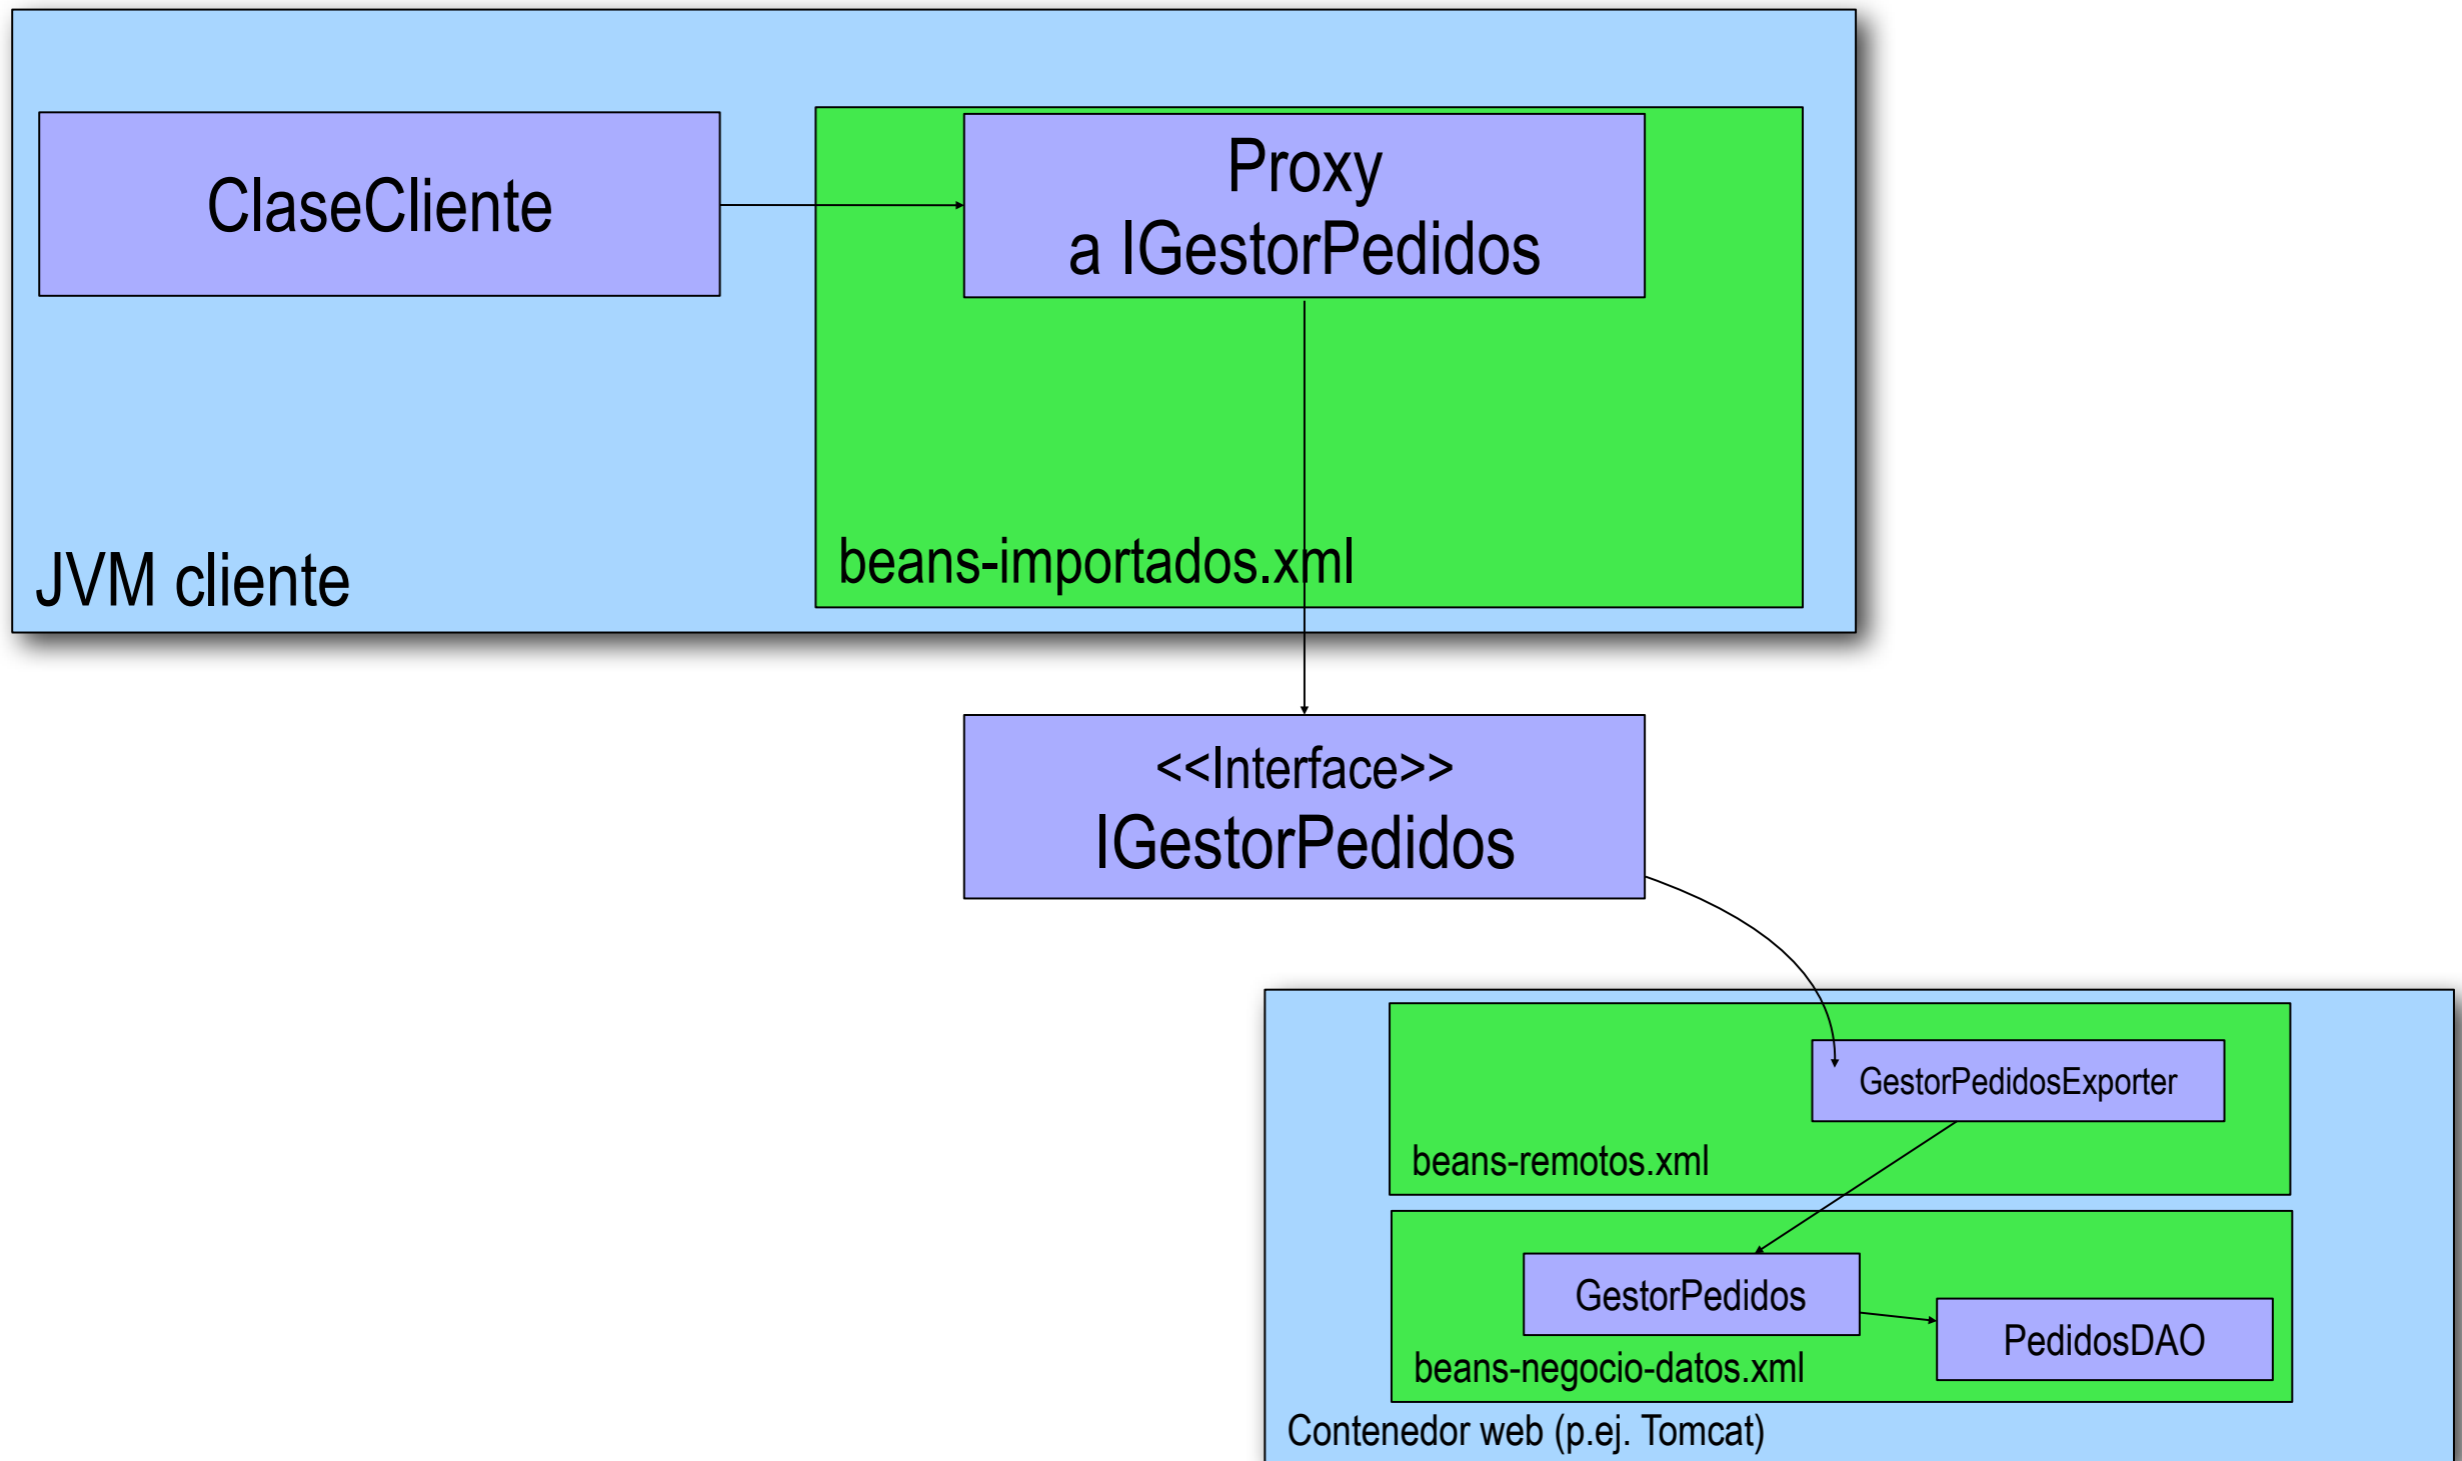 ClaseCliente
Proxy
a IGestorPedidos
beans-importados.xml
JVM cliente
<<Interface>>
IGestorPedidos
GestorPedidosExporter
beans-remotos.xml
GestorPedidos
PedidosDAO
beans-negocio-datos.xml
Contenedor web (p.ej. Tomcat)